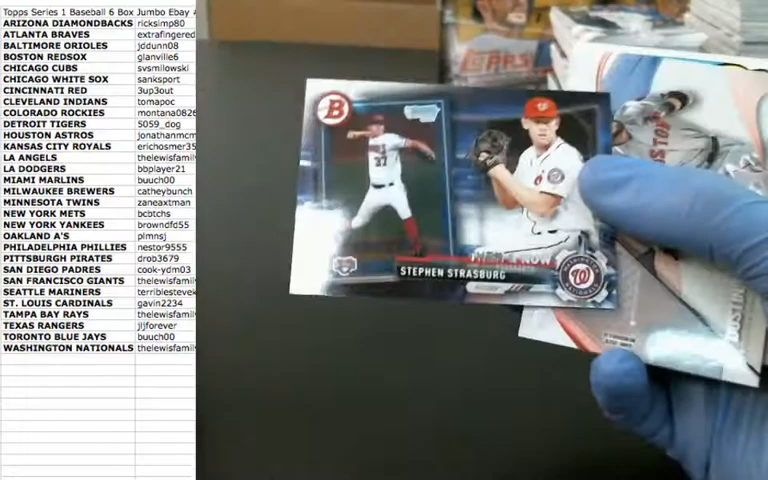 Topps Series 1 Baseball 6 Box Jumbo Ebay
ARIZONA DIAMONDBACKS ricksimp80
ATLANTA BRAVES extrafingered
BALTIMORE ORIOLES jddunn08
BOSTON REDSOX glanville6
CHICAGO CUBS svsmilowski
CHICAGO WHITE SOX sanksport
CINCINNATI RED 3up3out
CLEVELAND INDIANS tomapoc
COLORADO ROCKIES montana0826
DETROIT TIGERS 5059_dog
HOUSTON ASTROS jonathanmcm
KANSAS CITY ROYALS erichosmer35
LA ANGELS thelewisfamil
LA DODGERS bbplayer21
MIAMI MARLINS buuch00
MILWAUKEE BREWERS catheybunch
MINNESOTA TWINS zaneaxtman
NEW YORK METS bcbtchs
NEW YORK YANKEES browndfd55
OAKLAND A'S plmnsj
PHILADELPHIA PHILLIES nestor9555
PITTSBURGH PIRATES drob3679
SAN DIEGO PADRES cook-ydm03
SAN FRANCISCO GIANTS thelewisfamil
SEATTLE MARINERS terriblestevek
ST. LOUIS CARDINALS gavin2234
TAMPA BAY RAYS thelewisfamil
TEXAS RANGERS jljforever
TORONTO BLUE JAYS buuch00
WASHINGTON NATIONALS thelewisfamil
TOPPS
B
37
BOSTON
W
STEPHEN STRASBURG